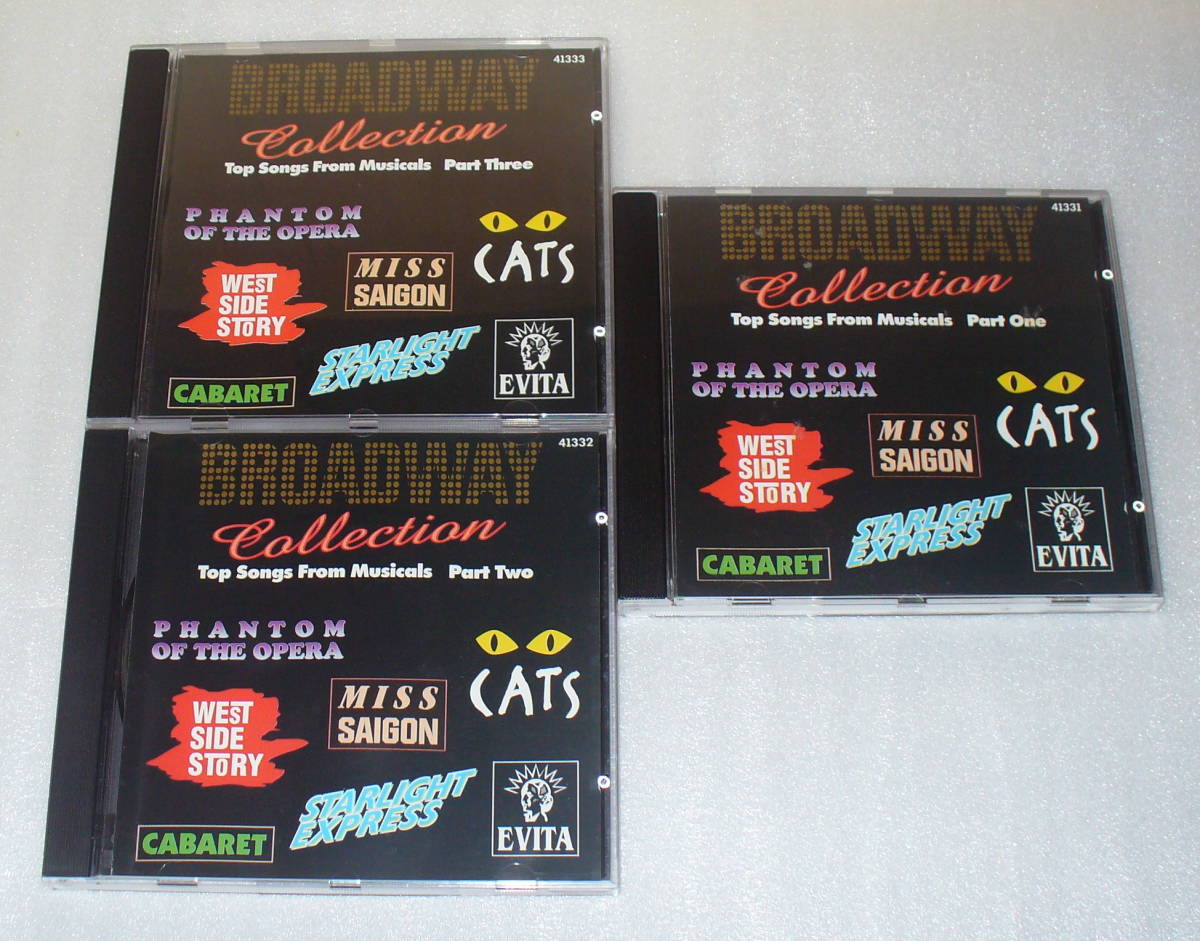 41333
BROADWAY
Collection
Top Songs From Musicals Part Three
PHANTOM
OF THE OPERA
CATS
WEST
SIDE
STORY
MISS
SAIGON
STARLIGHT
EXPRESS
EVITA
CABARET
41331
BROADWAY
Collection
Top Songs From Musicals Part One
PHANTOM
OF THE OPERA
CATS
WEST
SIDE
STORY
MISS
SAIGON
STARLIGHT
EXPRESS
EVITA
CABARET
41332
BROADWAY
Collection
Top Songs From Musicals Part Two
PHANTOM
OF THE OPERA
CATS
WEST
SIDE
STORY
MISS
SAIGON
STARLIGHT
EXPRESS
EVITA
CABARET